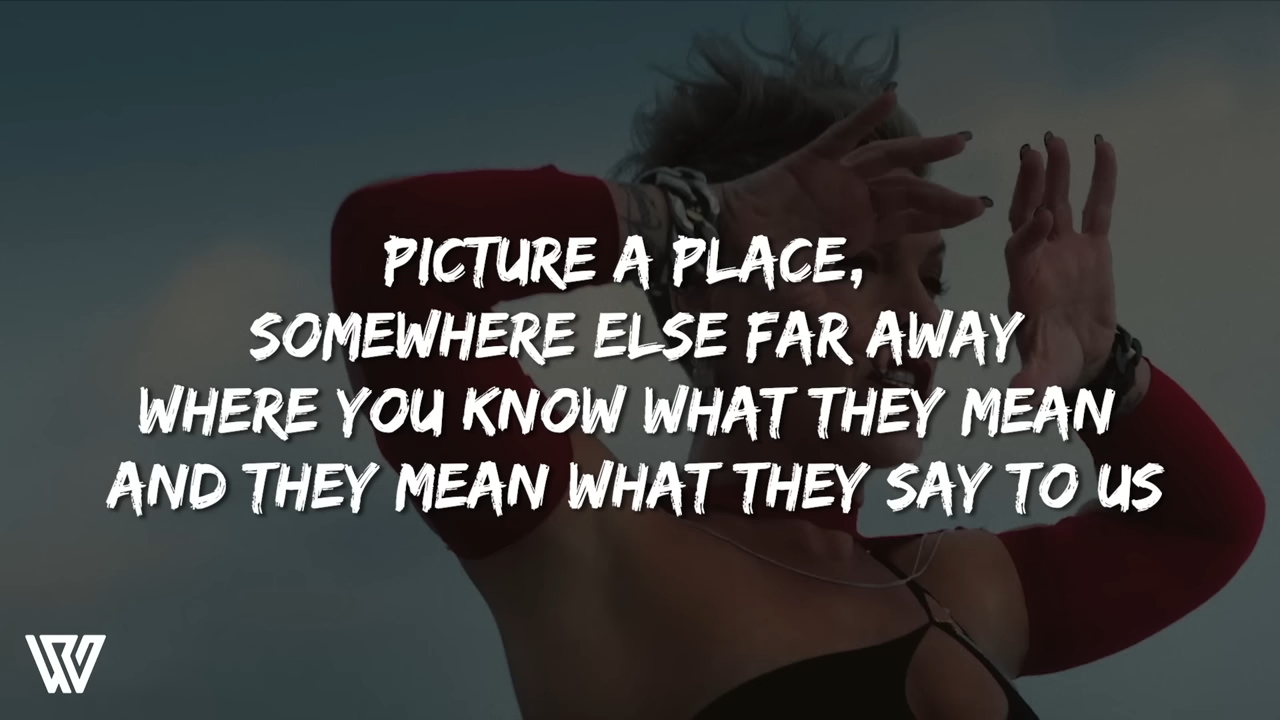 PICTURE A PLACE,
SOMEWHERE ELSE FAR AWAY
WHERE YOU KNOW WHAT THEY MEAN
AND THEY MEAN WHAT THEY SAY TO US